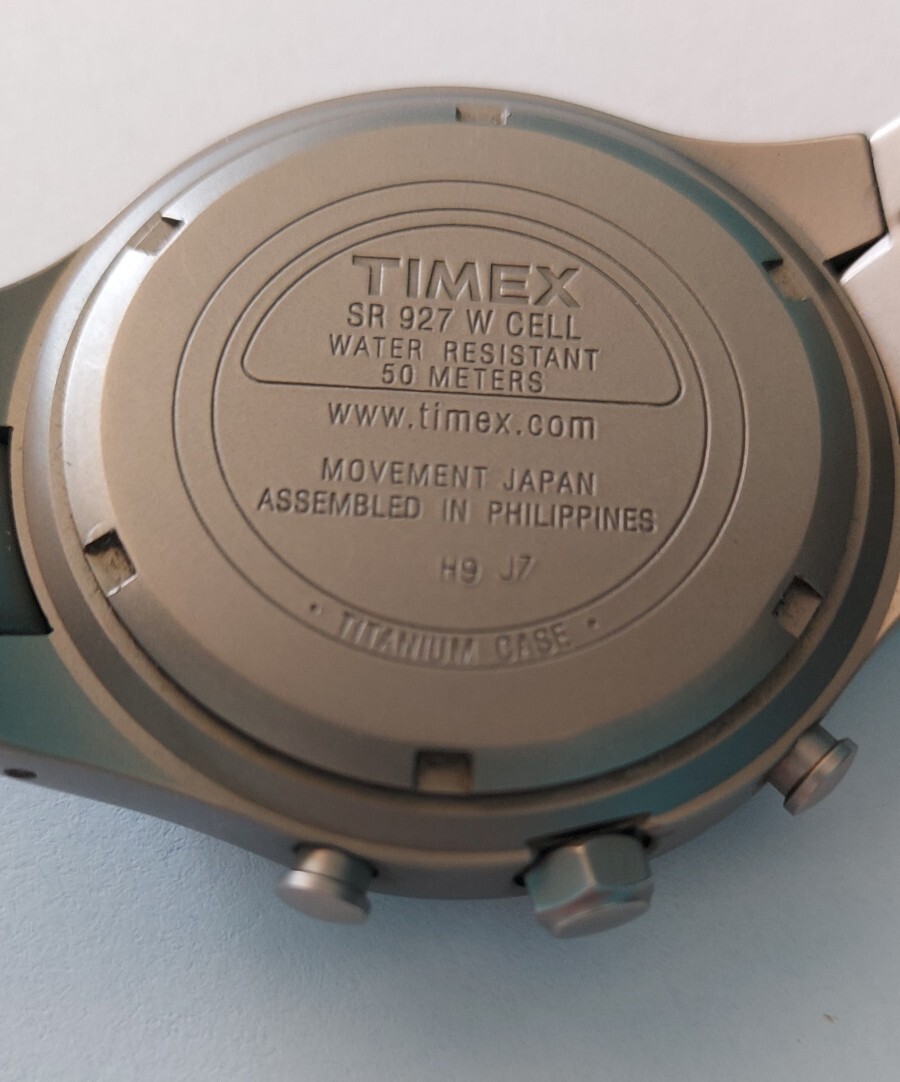 TIMEX
SR 927 W CELL
WATER RESISTANT
50 METERS
www.timex.com
MOVEMENT JAPAN
ASSEMBLED IN PHILIPPINES
H9 J7
• TITANIUM CASE •